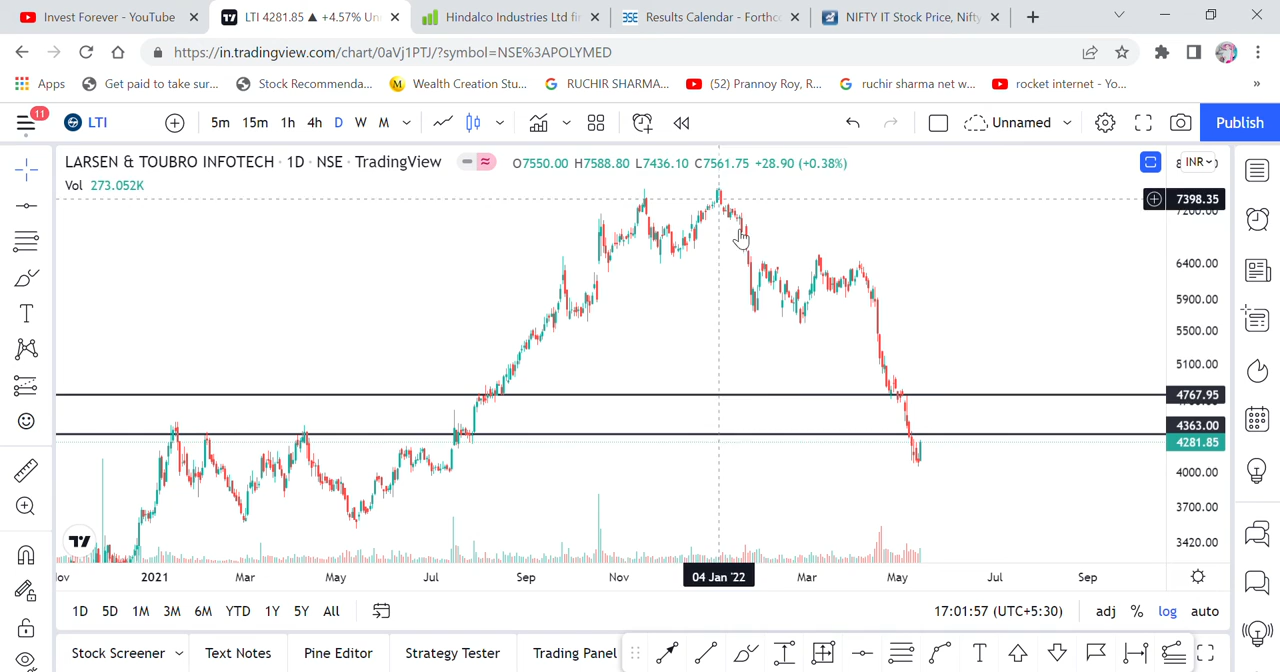 Invest Forever - YouTube
LTI 4281.85 ▲ +4.57% Un
Hindalco Industries Ltd fi
BSE Results Calendar - Forthc
NIFTY IT Stock Price, Nifty
https://in.tradingview.com/chart/0aVj1PTJ/?symbol=NSE%3APOLYMED
Apps
Get paid to take sur...
Stock Recommenda...
M Wealth Creation Stu...
RUCHIR SHARMA...
(52) Prannoy Roy, R...
ruchir sharma net w...
rocket internet - Yo...
»
11
LTI
5m 15m 1h 4h D W M
Unnamed
Publish
LARSEN & TOUBRO INFOTECH · 1D · NSE · TradingView
O7550.00 H7588.80 L7436.10 C7561.75 +28.90 (+0.38%)
INR
Vol 273.052K
7398.35
7200.00
6400.00
5900.00
5500.00
5100.00
4767.95
4363.00
4281.85
4000.00
3700.00
3420.00
2021 Mar May Jul Sep Nov 04 Jan '22 Mar May Jul Sep
1D 5D 1M 3M 6M YTD 1Y 5Y All
17:01:57 (UTC+5:30) adj % log auto
Stock Screener Text Notes Pine Editor Strategy Tester Trading Panel